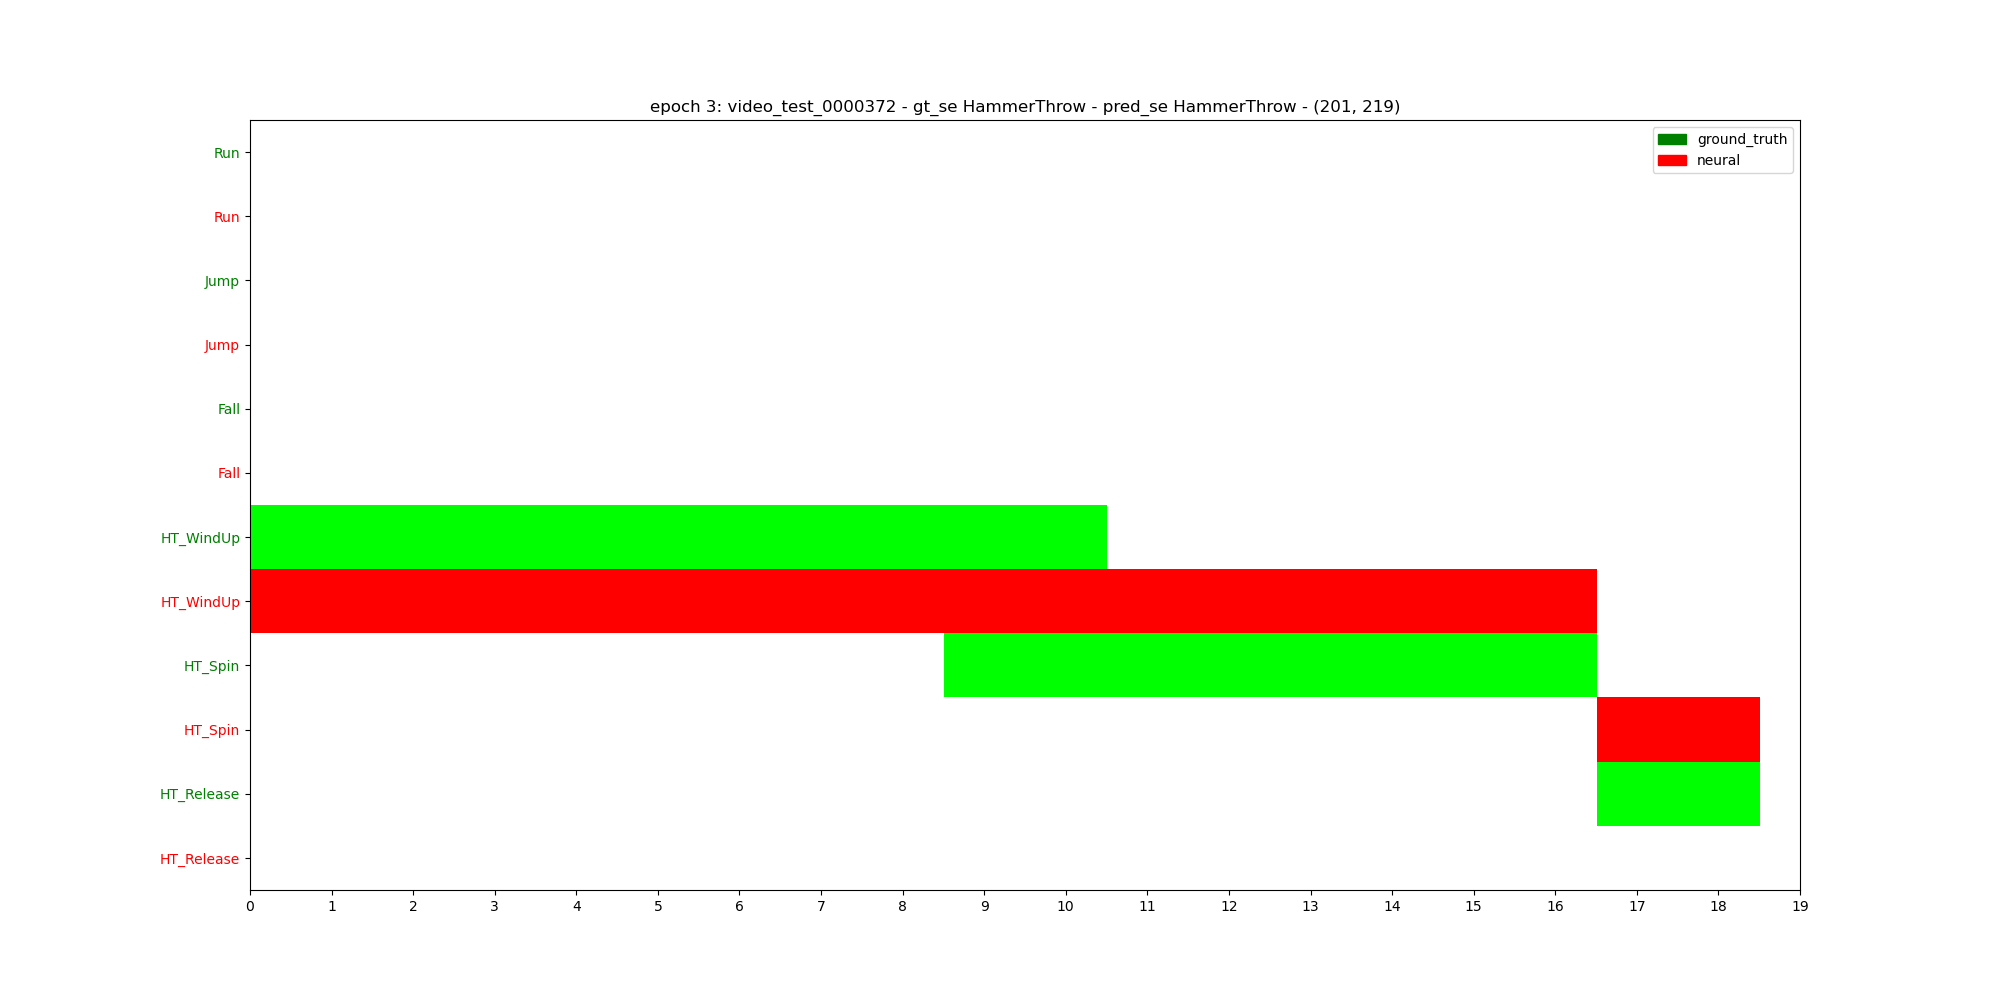 epoch 3: video_test_0000372 - gt_se HammerThrow - pred_se HammerThrow - (201, 219)
ground_truth
neural
Run
Run
Jump
Jump
Fall
Fall
HT_WindUp
HT_WindUp
HT_Spin
HT_Spin
HT_Release
HT_Release
0 1 2 3 4 5 6 7 8 9 10 11 12 13 14 15 16 17 18 19